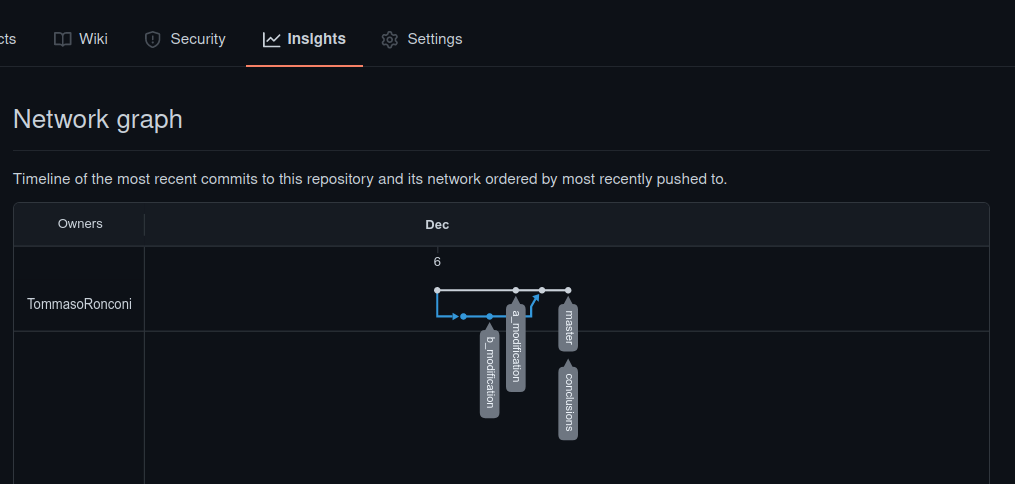 cts Wiki Security Insights Settings
Network graph
Timeline of the most recent commits to this repository and its network ordered by most recently pushed to.
Owners Dec
6
TommasoRonconi
b_modification
a_modification
master
conclusions